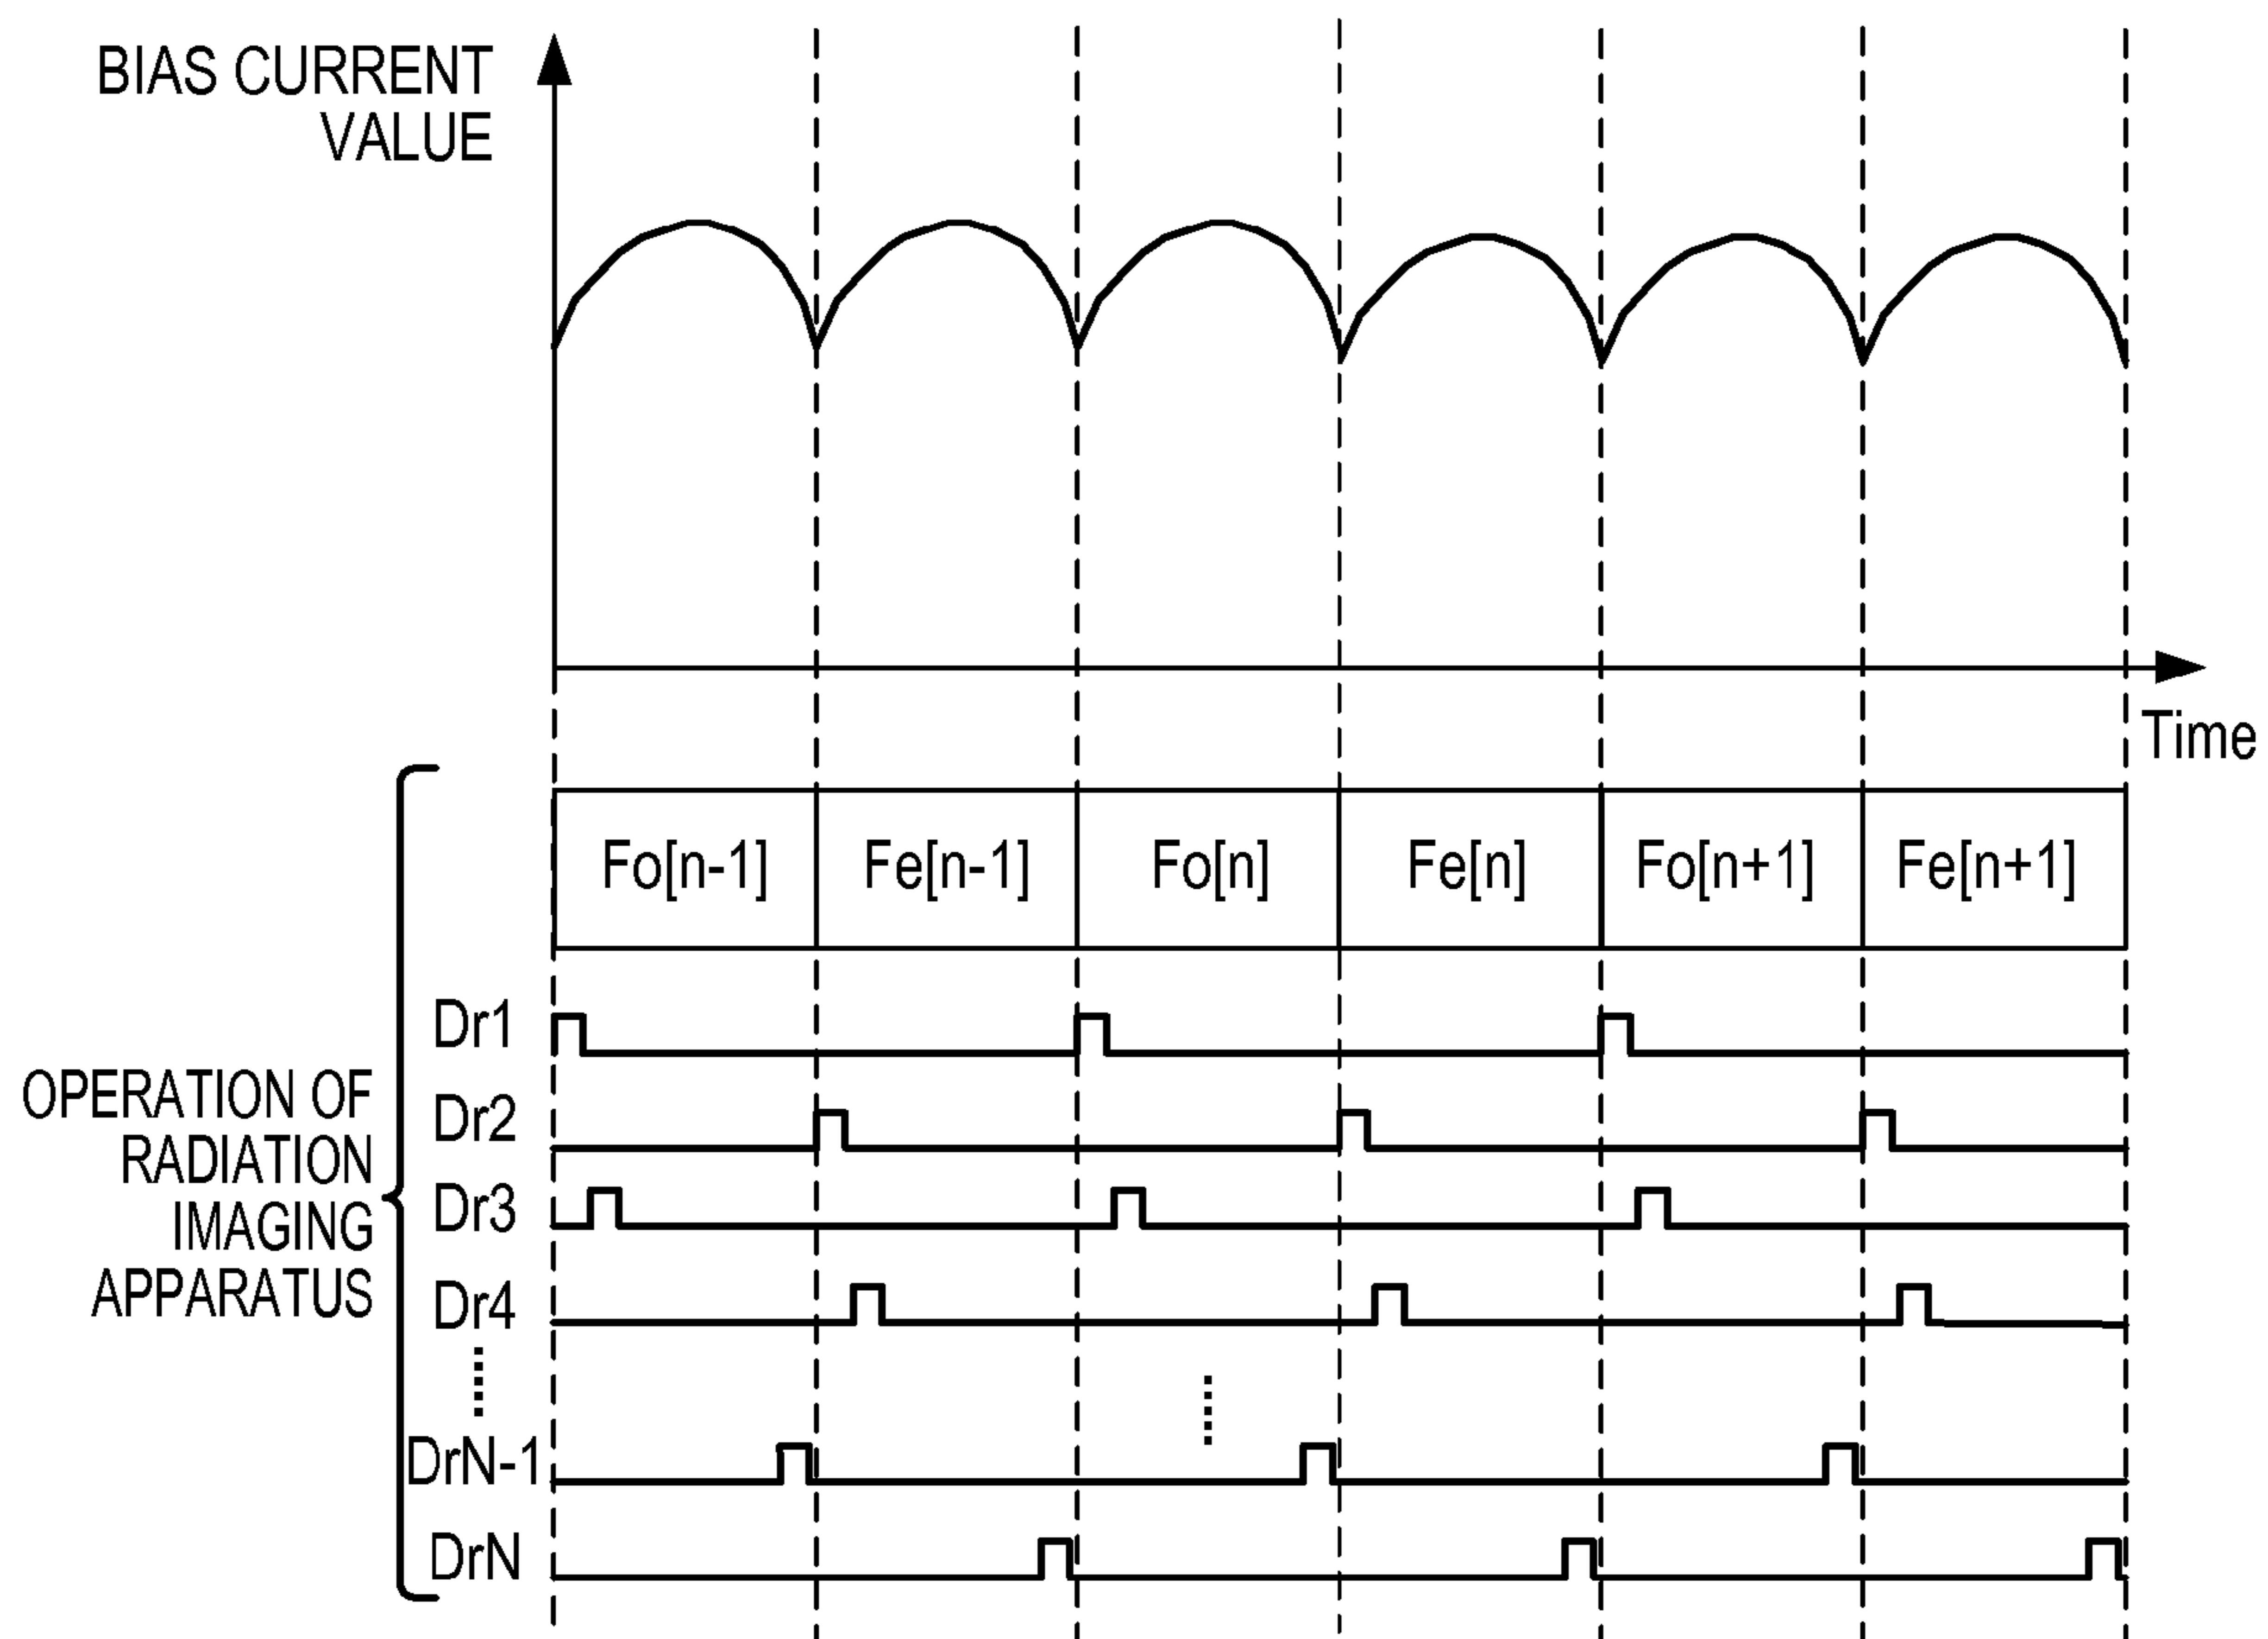 BIAS CURRENT
VALUE
Time
Fo[n-1] Fe[n-1] Fo[n] Fe[n] Fo[n+1] Fe[n+1]
OPERATION OF
RADIATION
IMAGING
APPARATUS
Dr1
Dr2
Dr3
Dr4
DrN-1
DrN